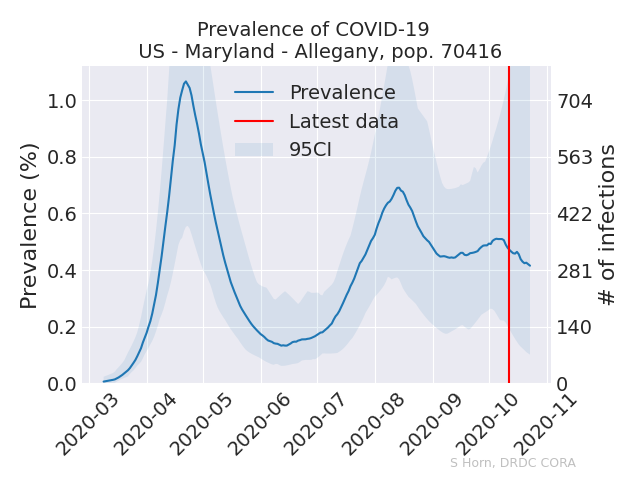 Prevalence of COVID-19
US - Maryland - Allegany, pop. 70416
Prevalence
Latest data
95CI
Prevalence (%)
1.0
0.8
0.6
0.4
0.2
0.0
704
563
422
281
140
0
# of infections
2020-03
2020-04
2020-05
2020-06
2020-07
2020-08
2020-09
2020-10
2020-11
S Horn, DRDC CORA